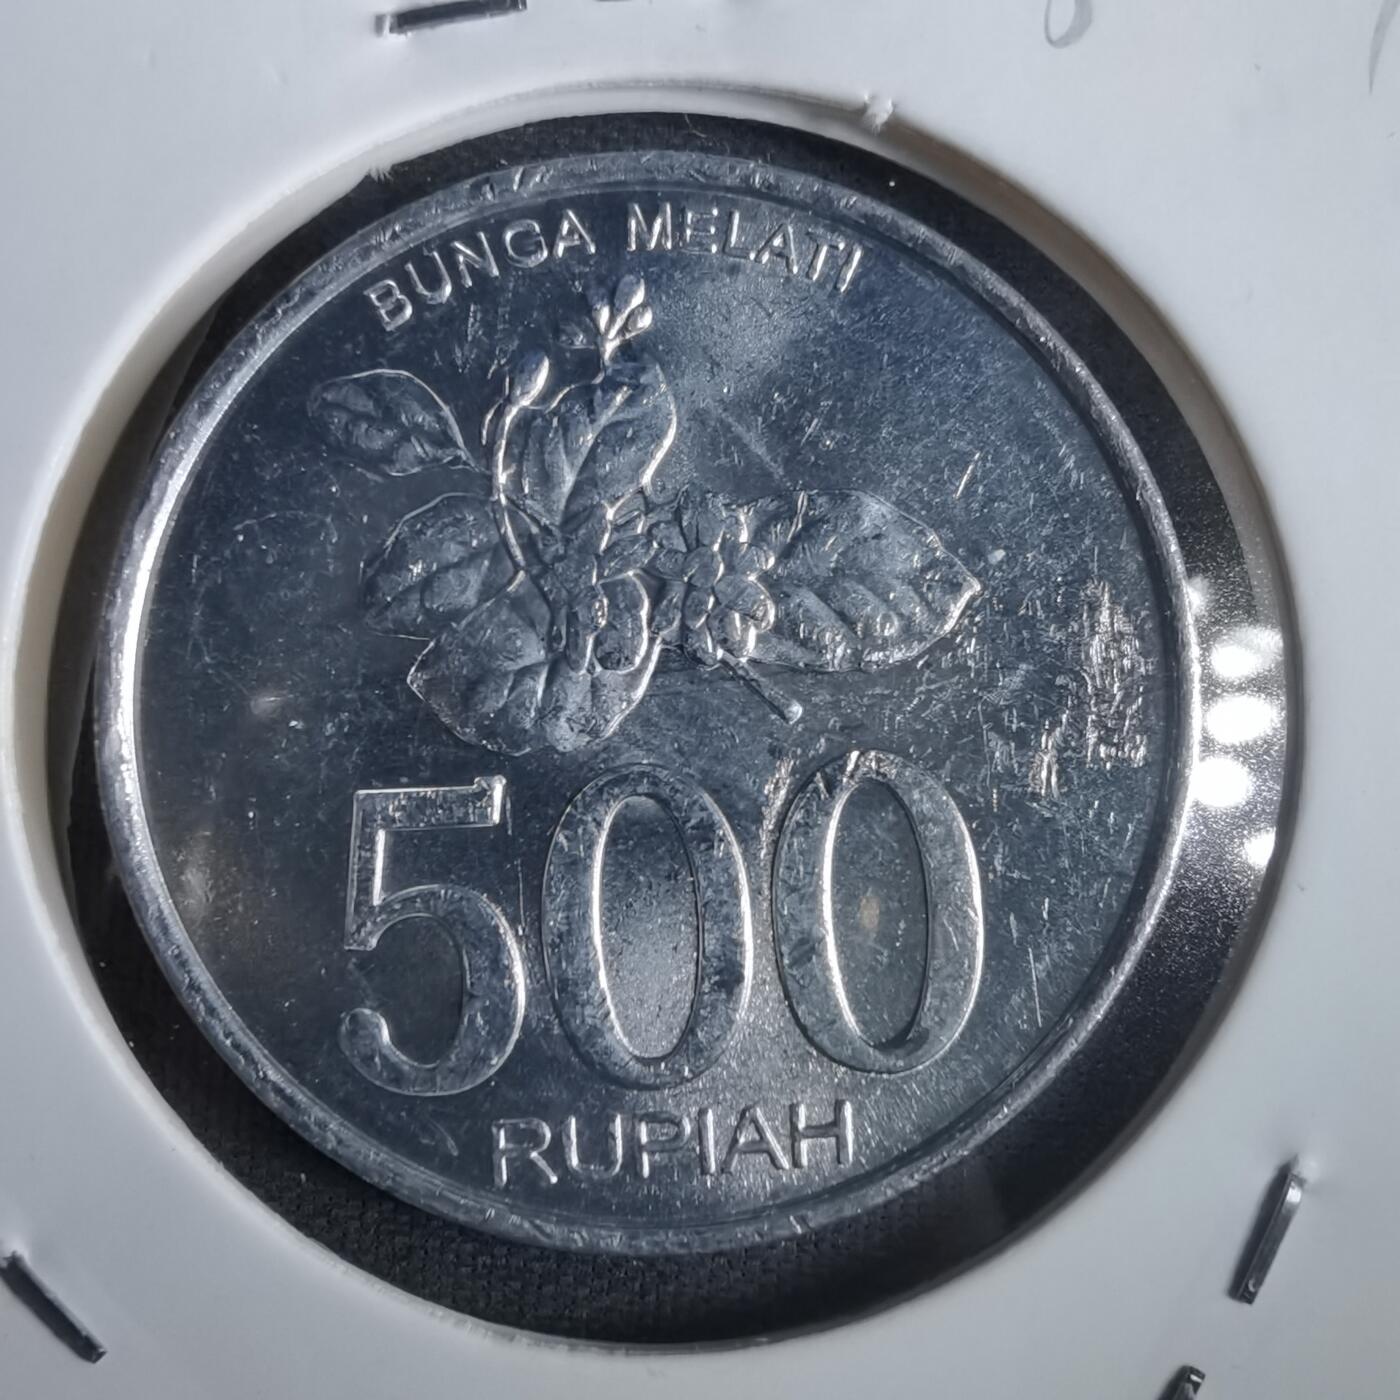 BUNGA MELATI
500
RUPIAH